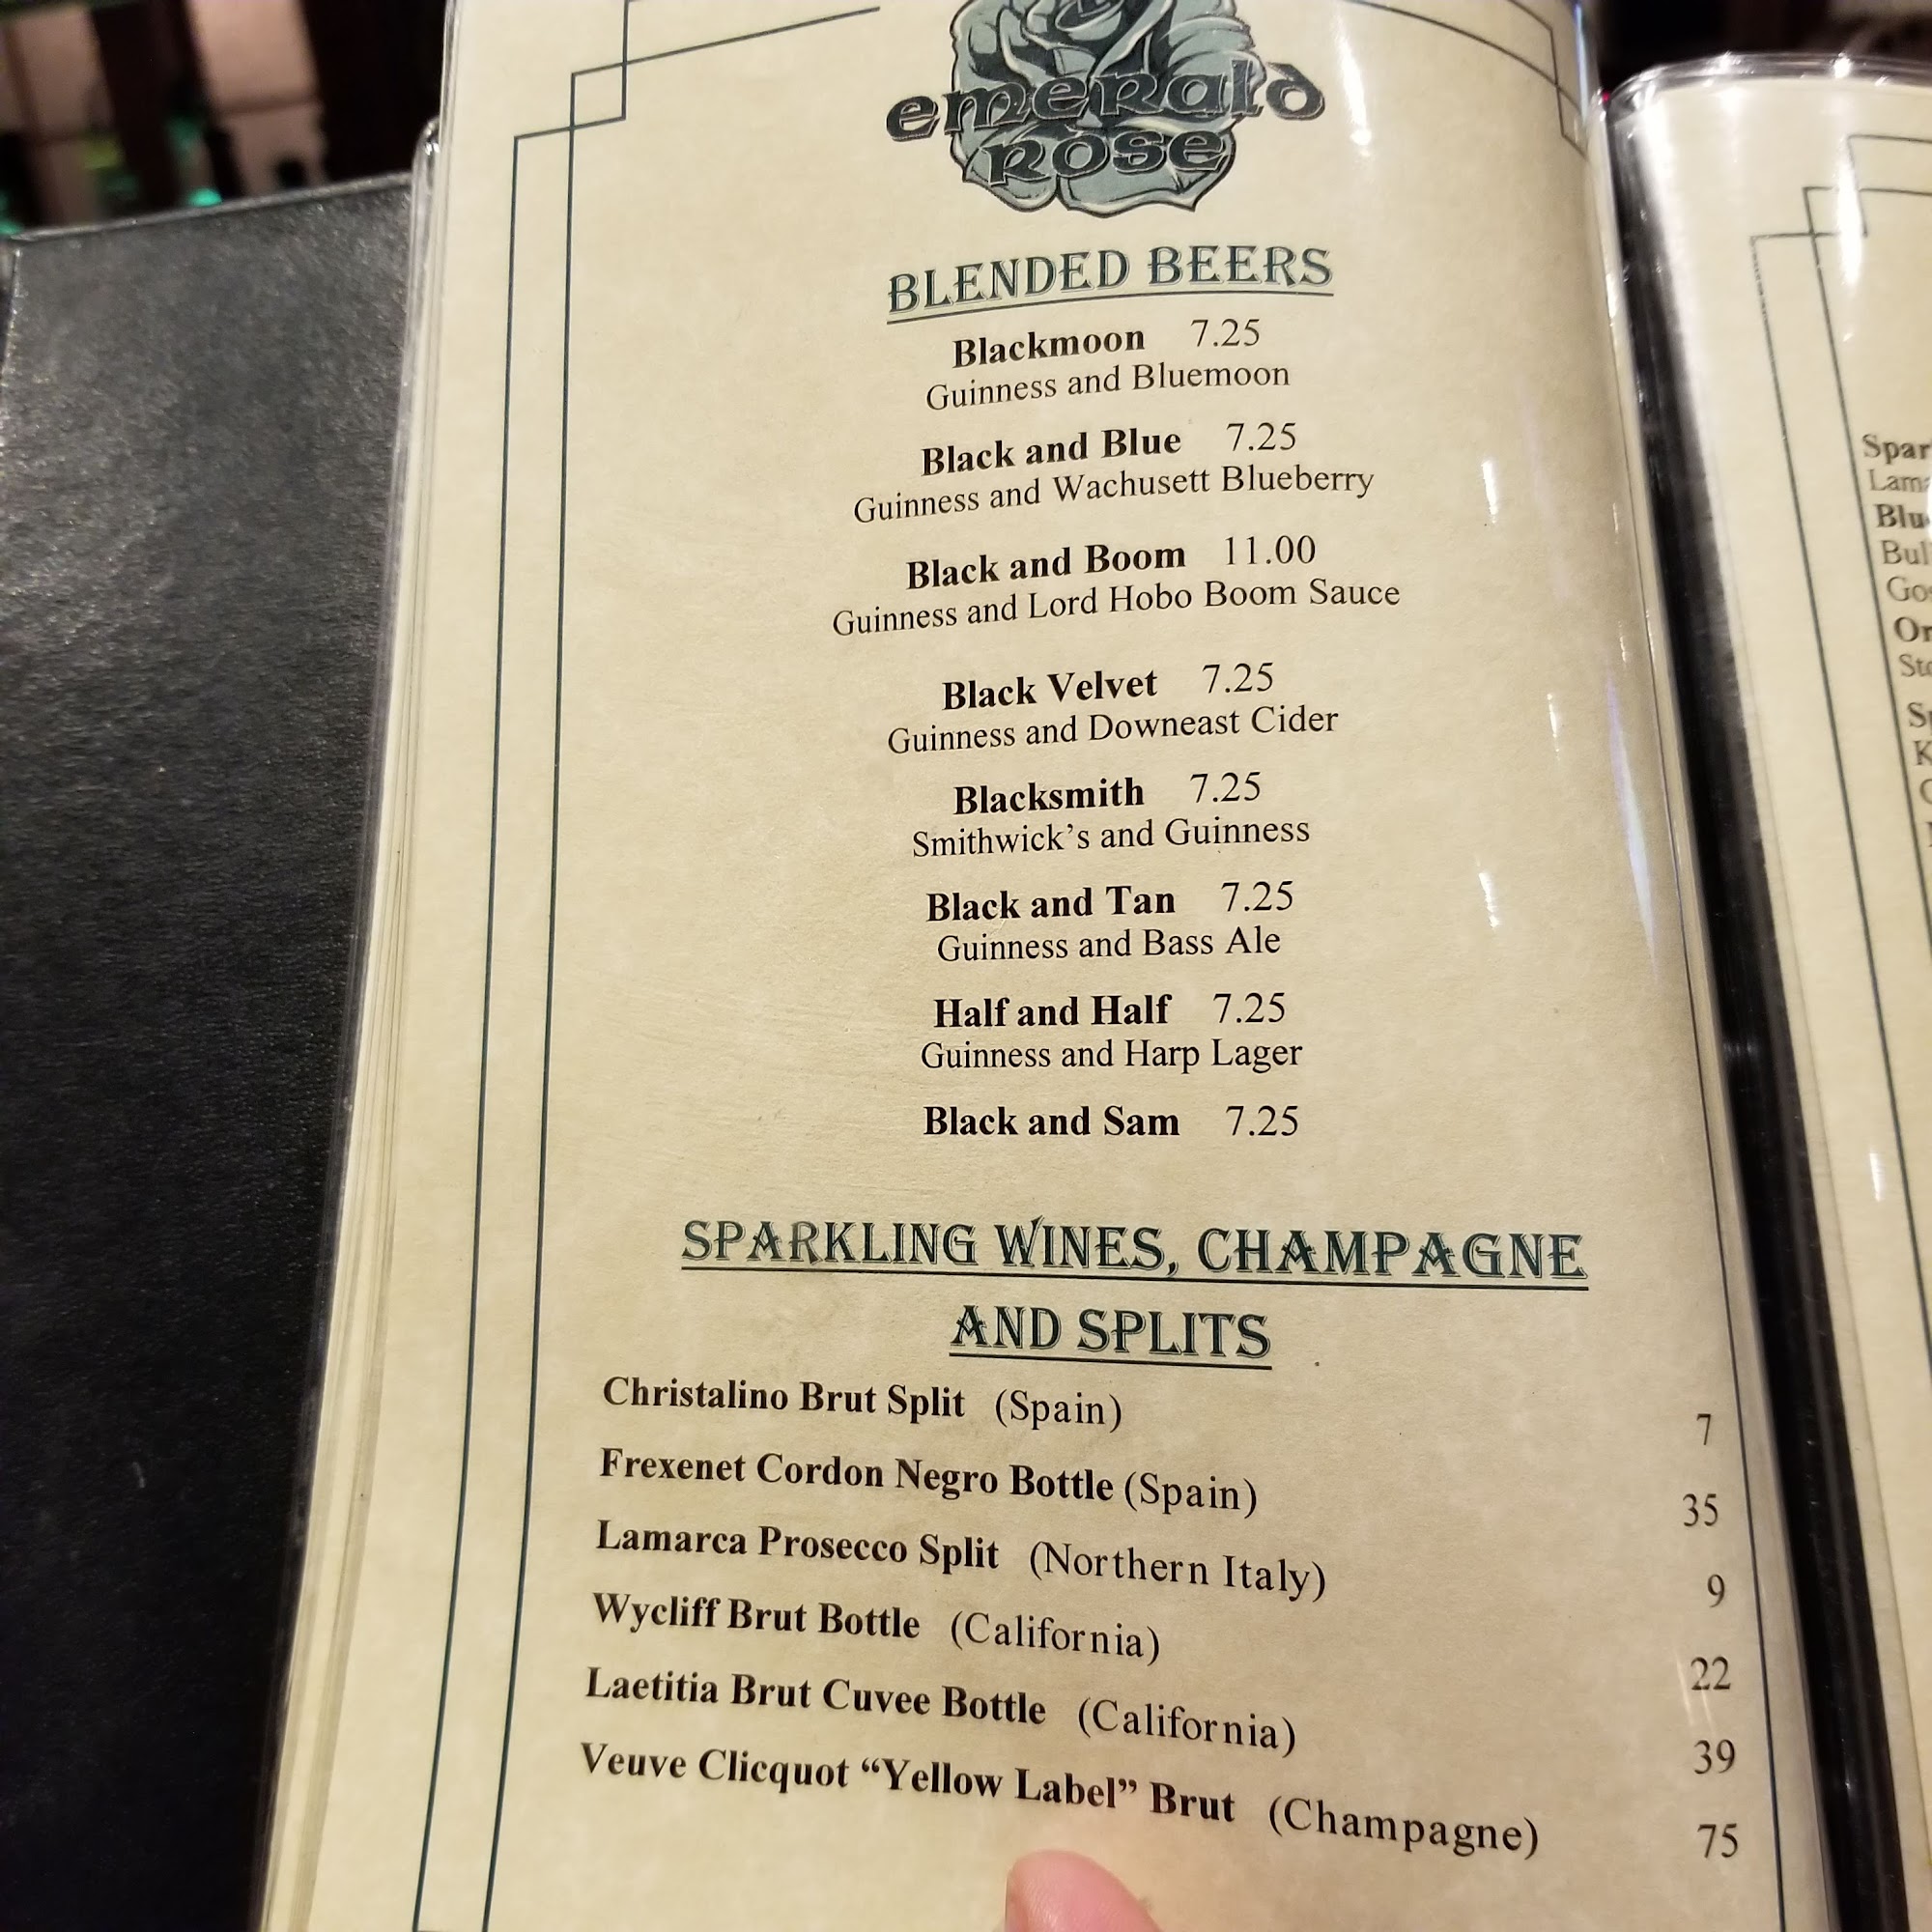 emerald
rose
BLENDED BEERS
Blackmoon 7.25
Guinness and Bluemoon
Black and Blue 7.25
Guinness and Wachusett Blueberry
Black and Boom 11.00
Guinness and Lord Hobo Boom Sauce
Black Velvet 7.25
Guinness and Downeast Cider
Blacksmith 7.25
Smithwick's and Guinness
Black and Tan 7.25
Guinness and Bass Ale
Half and Half 7.25
Guinness and Harp Lager
Black and Sam 7.25
SPARKLING WINES, CHAMPAGNE
AND SPLITS
Christalino Brut Split (Spain) 7
Frexenet Cordon Negro Bottle (Spain) 35
Lamarca Prosecco Split (Northern Italy) 9
Wycliff Brut Bottle (California) 22
Laetitia Brut Cuvee Bottle (California) 39
Veuve Clicquot “Yellow Label” Brut (Champagne) 75